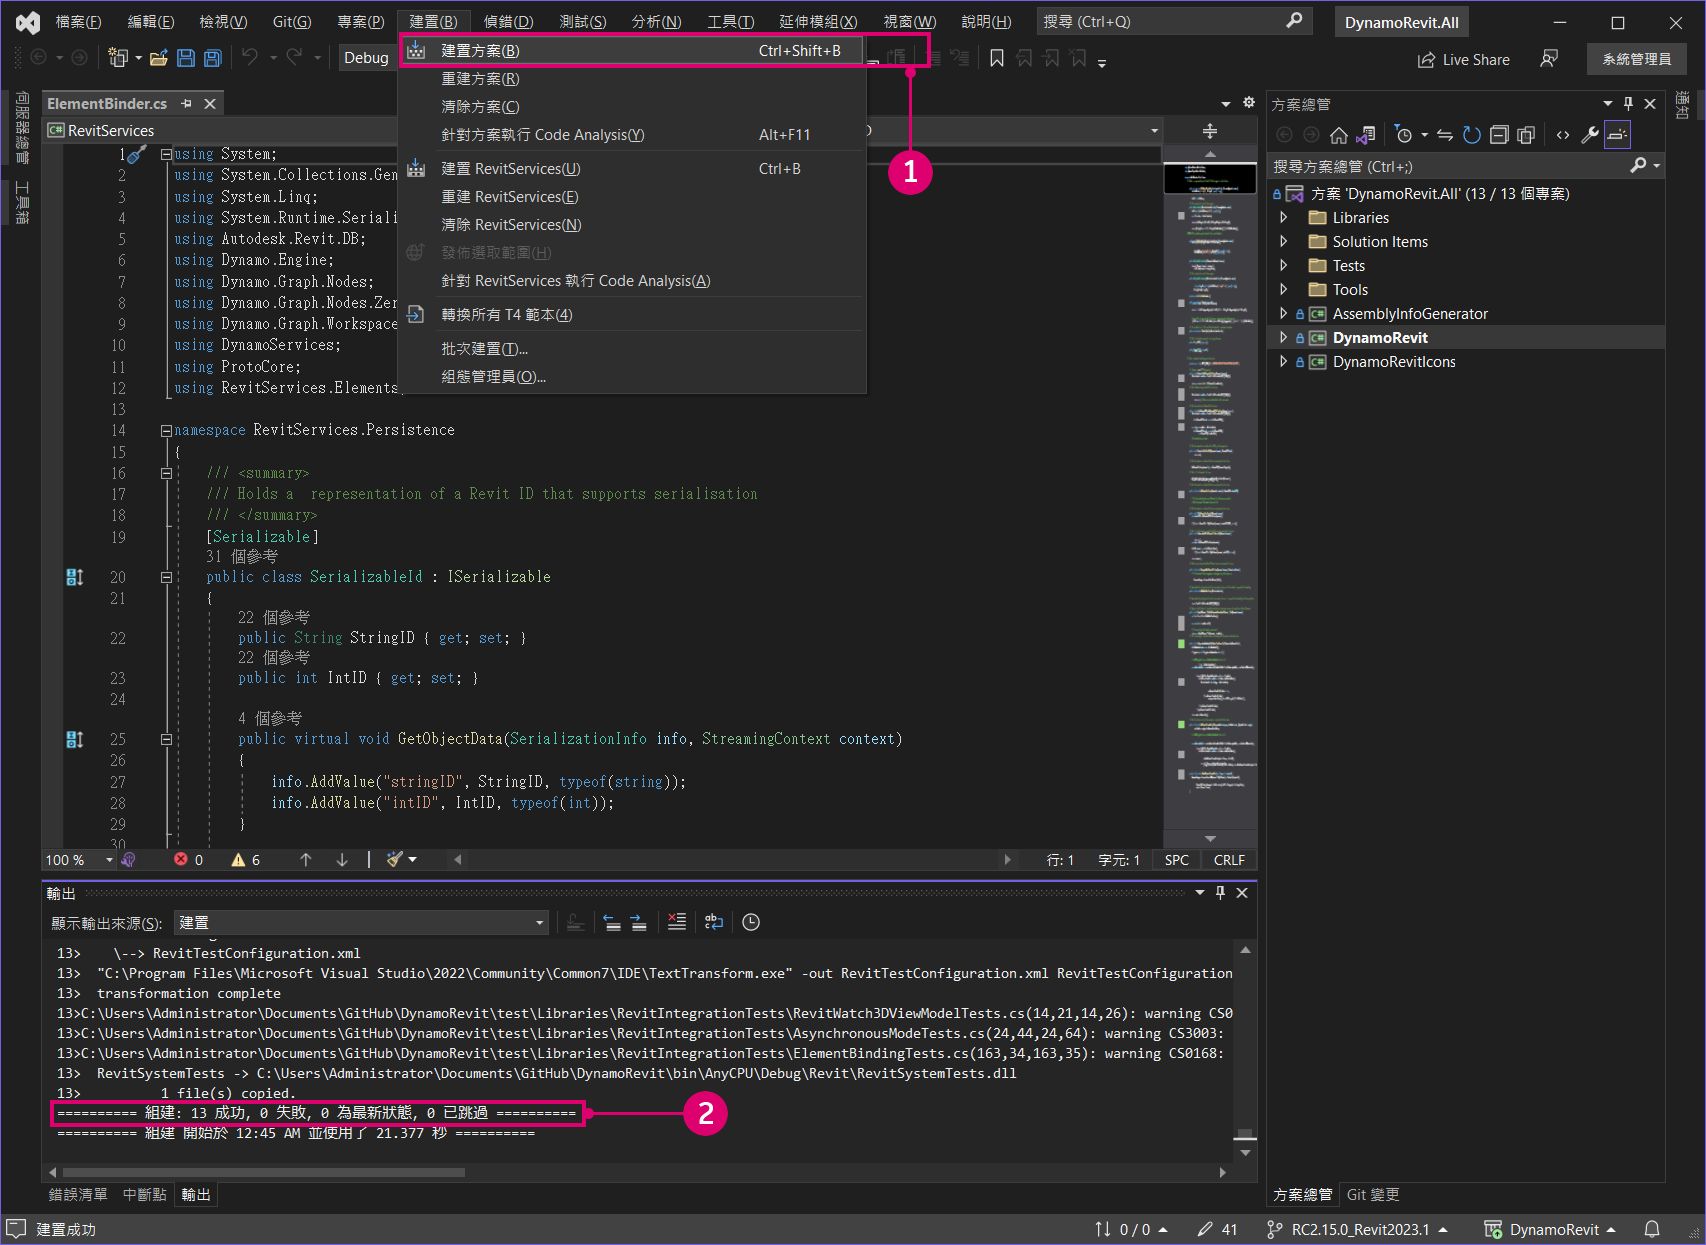 檔案(F) 編輯(E) 檢視(V) Git(G) 專案(P) 建置(B) 偵錯(D) 測試(S) 分析(N) 工具(T) 延伸模組(X) 視窗(W) 說明(H) 搜尋 (Ctrl+Q) DynamoRevit.All
Debug
Live Share 系統管理員
建置方案(B) Ctrl+Shift+B
重建方案(R)
清除方案(C)
針對方案執行 Code Analysis(Y) Alt+F11
建置 RevitServices(U) Ctrl+B
重建 RevitServices(E)
清除 RevitServices(N)
發佈選取範圍(H)
針對 RevitServices 執行 Code Analysis(A)
轉換所有 T4 範本(4)
批次建置(T)...
組態管理員(O)...
1
伺服器總管
工具箱
ElementBinder.cs
RevitServices
1 using System;
2 using System.Collections.Gen
3 using System.Linq;
4 using System.Runtime.Seriali
5 using Autodesk.Revit.DB;
6 using Dynamo.Engine;
7 using Dynamo.Graph.Nodes;
8 using Dynamo.Graph.Nodes.Zer
9 using Dynamo.Graph.Workspace
10 using DynamoServices;
11 using ProtoCore;
12 using RevitServices.Elements
13
14 namespace RevitServices.Persistence
15 {
16 /// <summary>
17 /// Holds a  representation of a Revit ID that supports serialisation
18 /// </summary>
19 [Serializable]
31 個參考
20 public class SerializableId : ISerializable
21 {
22 個參考
22 public String StringID { get; set; }
22 個參考
23 public int IntID { get; set; }
24
4 個參考
25 public virtual void GetObjectData(SerializationInfo info, StreamingContext context)
26 {
27 info.AddValue("stringID", StringID, typeof(string));
28 info.AddValue("intID", IntID, typeof(int));
29 }
30
100 % 0 6 行: 1 字元: 1 SPC CRLF
輸出
顯示輸出來源(S): 建置
13> \--> RevitTestConfiguration.xml
13> "C:\Program Files\Microsoft Visual Studio\2022\Community\Common7\IDE\TextTransform.exe" -out RevitTestConfiguration.xml RevitTestConfiguration
13> transformation complete
13>C:\Users\Administrator\Documents\GitHub\DynamoRevit\test\Libraries\RevitIntegrationTests\RevitWatch3DViewModelTests.cs(14,21,14,26): warning CS0
13>C:\Users\Administrator\Documents\GitHub\DynamoRevit\test\Libraries\RevitIntegrationTests\AsynchronousModeTests.cs(24,44,24,64): warning CS3003:
13>C:\Users\Administrator\Documents\GitHub\DynamoRevit\test\Libraries\RevitIntegrationTests\ElementBindingTests.cs(163,34,163,35): warning CS0168:
13> RevitSystemTests -> C:\Users\Administrator\Documents\GitHub\DynamoRevit\bin\AnyCPU\Debug\Revit\RevitSystemTests.dll
13> 1 file(s) copied.
========== 組建: 13 成功, 0 失敗, 0 為最新狀態, 0 已跳過 ==========
2
========== 組建 開始於 12:45 AM 並使用了 21.377 秒 ==========
錯誤清單 中斷點 輸出
方案總管
搜尋方案總管 (Ctrl+;)
方案 'DynamoRevit.All' (13 / 13 個專案)
Libraries
Solution Items
Tests
Tools
AssemblyInfoGenerator
DynamoRevit
DynamoRevitIcons
方案總管 Git 變更
通知
建置成功 0 / 0 41 RC2.15.0_Revit2023.1 DynamoRevit